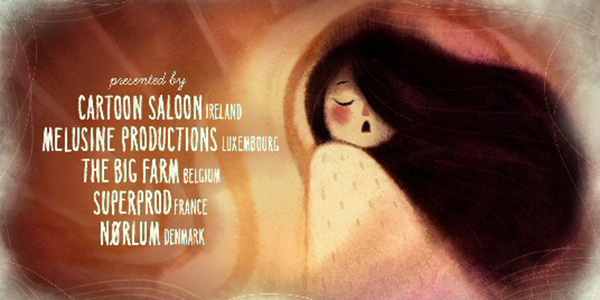 presented by
CARTOON SALOON IRELAND
MELUSINE PRODUCTIONS LUXEMBOURG
THE BIG FARM BELGIUM
SUPERPROD FRANCE
NØRLUM DENMARK